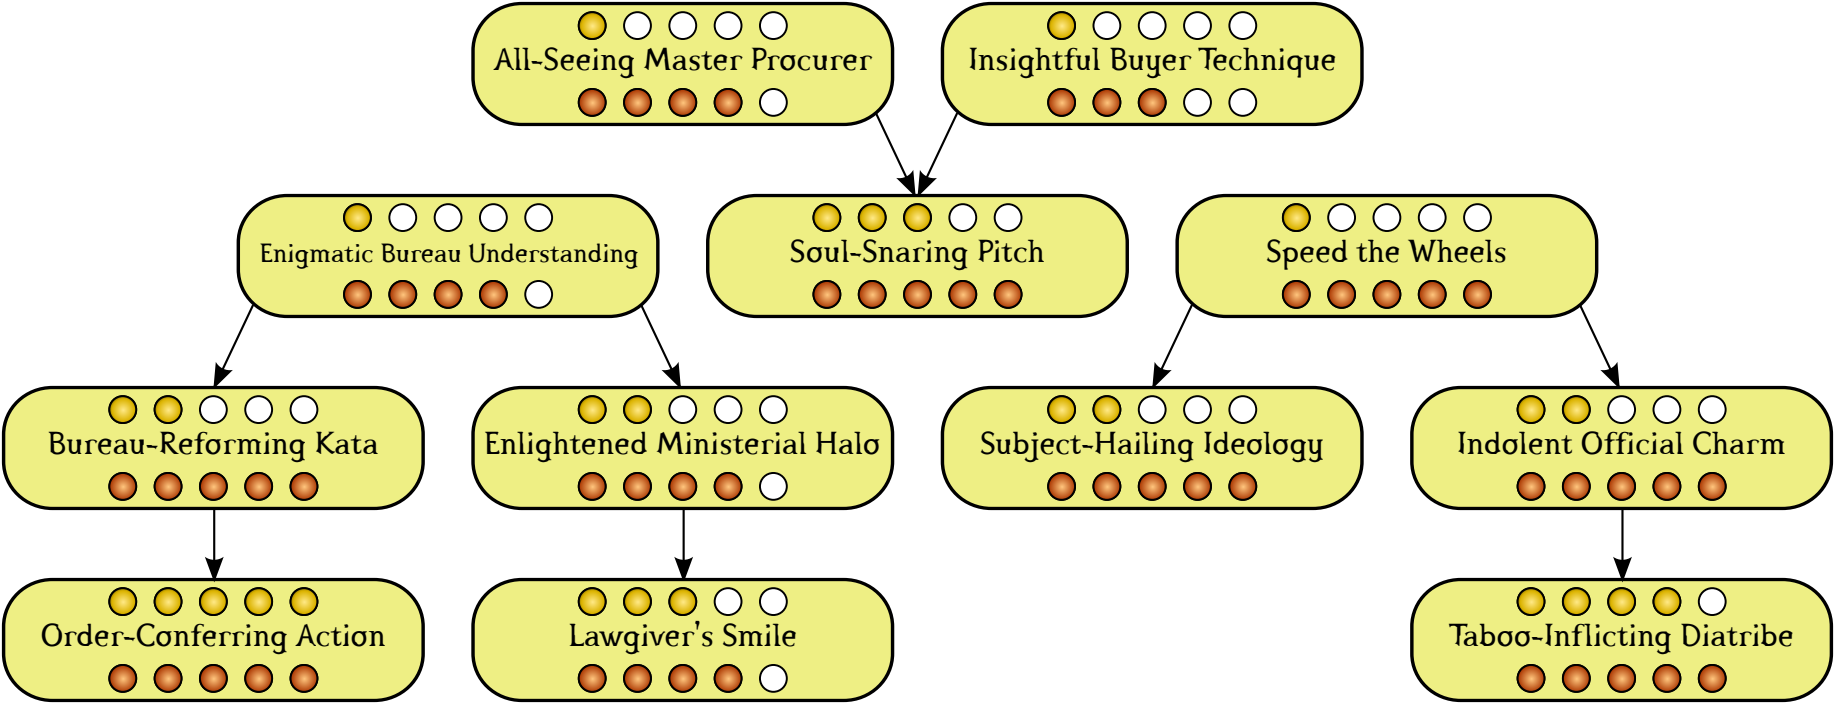 All-Seeing Master Procurer
Insightful Buyer Technique
Enigmatic Bureau Understanding
Soul-Snaring Pitch
Speed the Wheels
Bureau-Reforming Kata
Enlightened Ministerial Halo
Subject-Hailing Ideology
Indolent Official Charm
Order-Conferring Action
Lawgiver's Smile
Taboo-Inflicting Diatribe